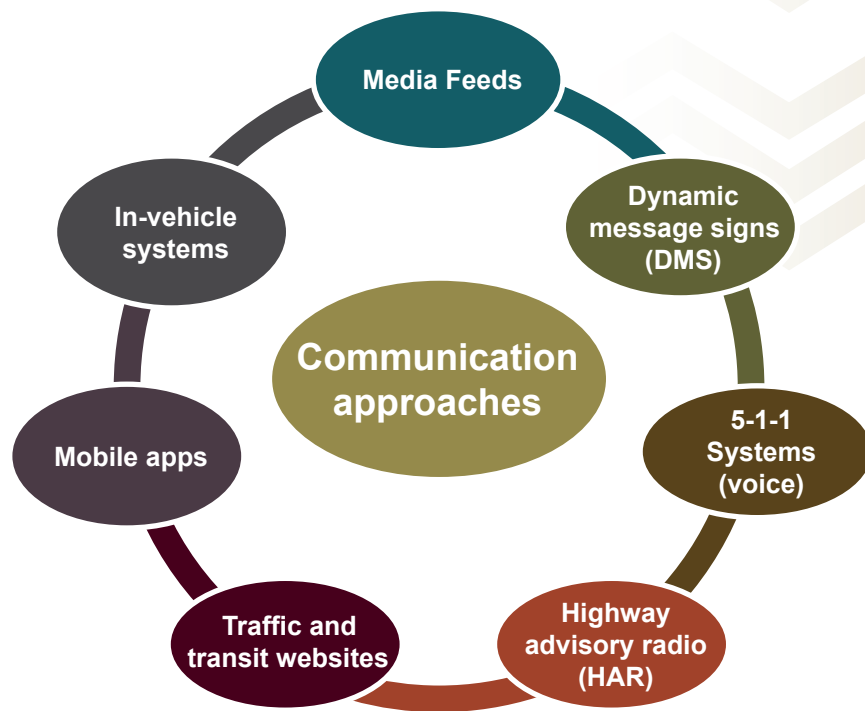 Media Feeds
Dynamic
message signs
(DMS)
5-1-1
Systems
(voice)
Highway
advisory radio
(HAR)
Traffic and
transit websites
Mobile apps
In-vehicle
systems
Communication
approaches